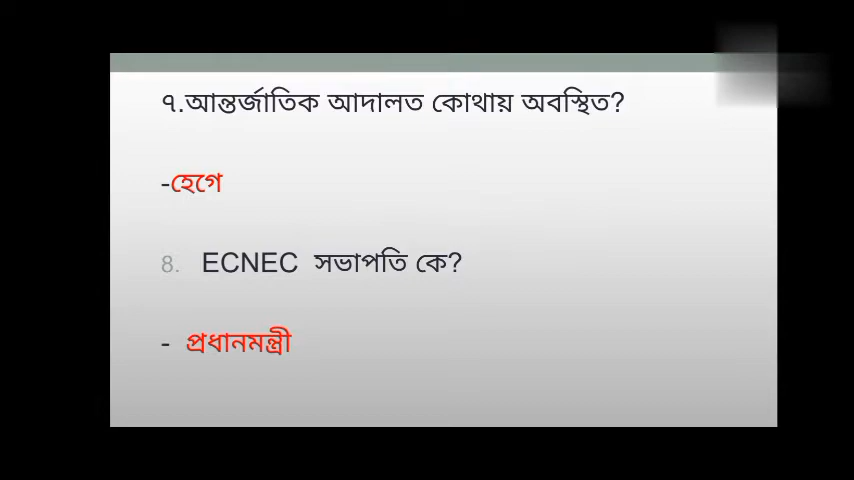 ৭.আন্তর্জাতিক আদালত কোথায় অবস্থিত?
-হেগে
8. ECNEC সভাপতি কে?
- প্রধানমন্ত্রী